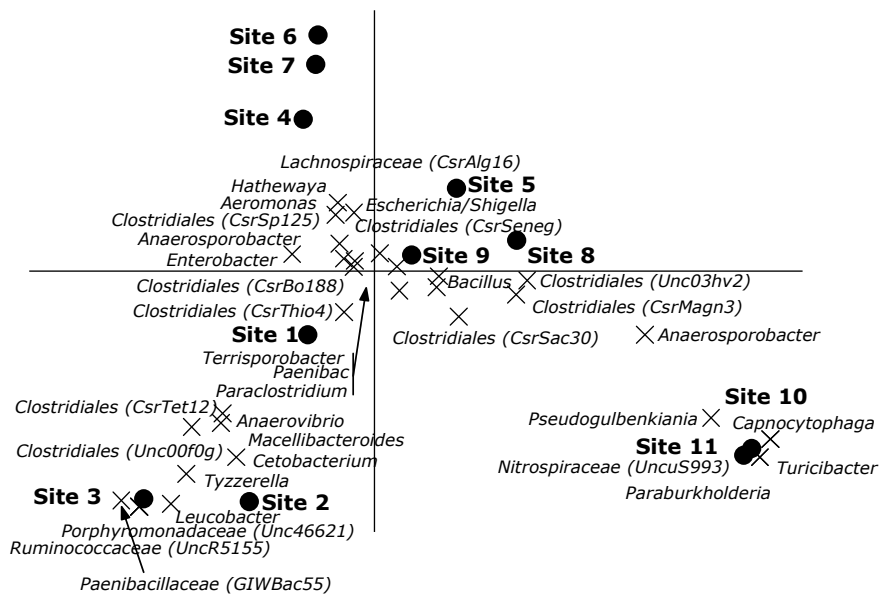 Site 6
Site 7
Site 4
Lachnospiraceae (CsrAlg16)
Hathewaya
Site 5
Aeromonas
Escherichia/Shigella
Clostridiales (CsrSp125)
Clostridiales (CsrSeneg)
Anaerosporobacter
Enterobacter
Site 9
Site 8
Clostridiales (CsrBo188)
Bacillus
Clostridiales (Unc03hv2)
Clostridiales (CsrThio4)
Clostridiales (CsrMagn3)
Site 1
Clostridiales (CsrSac30)
Anaerosporobacter
Terrisporobacter
Paenibac
Paraclostridium
Site 10
Clostridiales (CsrTet12)
Anaerovibrio
Pseudogulbenkiania
Capnocytophaga
Macellibacteroides
Site 11
Clostridiales (Unc00f0g)
Cetobacterium
Nitrospiraceae (UncuS993)
Turicibacter
Tyzzerella
Paraburkholderia
Site 3
Site 2
Leucobacter
Porphyromonadaceae (Unc46621)
Ruminococcaceae (UncR5155)
Paenibacillaceae (GIWBac55)